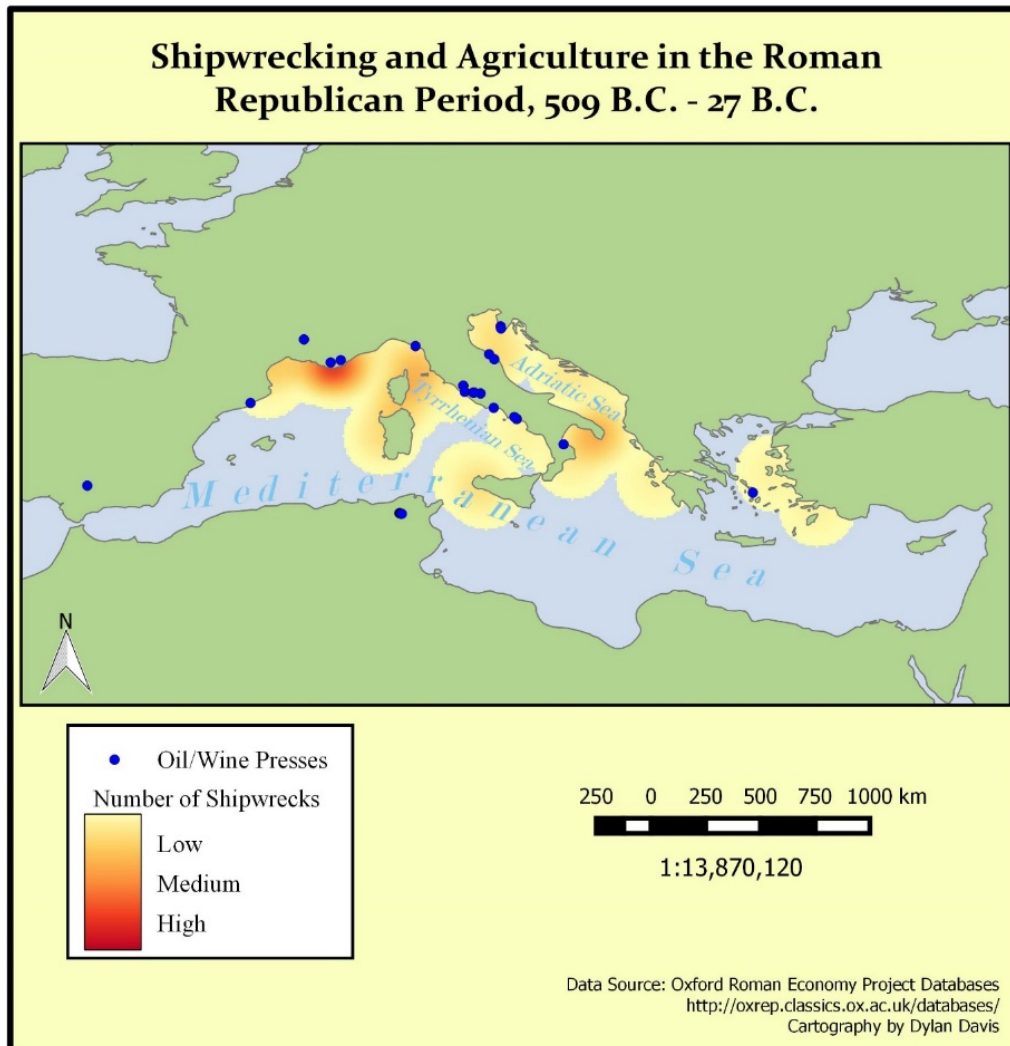 Shipwrecking and Agriculture in the Roman
Republican Period, 509 B.C. - 27 B.C.
Adriatic Sea
Tyrrhenian Sea
Mediterranean Sea
N
Oil/Wine Presses
Number of Shipwrecks
Low
Medium
High
250 0 250 500 750 1000 km
1:13,870,120
Data Source: Oxford Roman Economy Project Databases
http://oxrep.classics.ox.ac.uk/databases/
Cartography by Dylan Davis